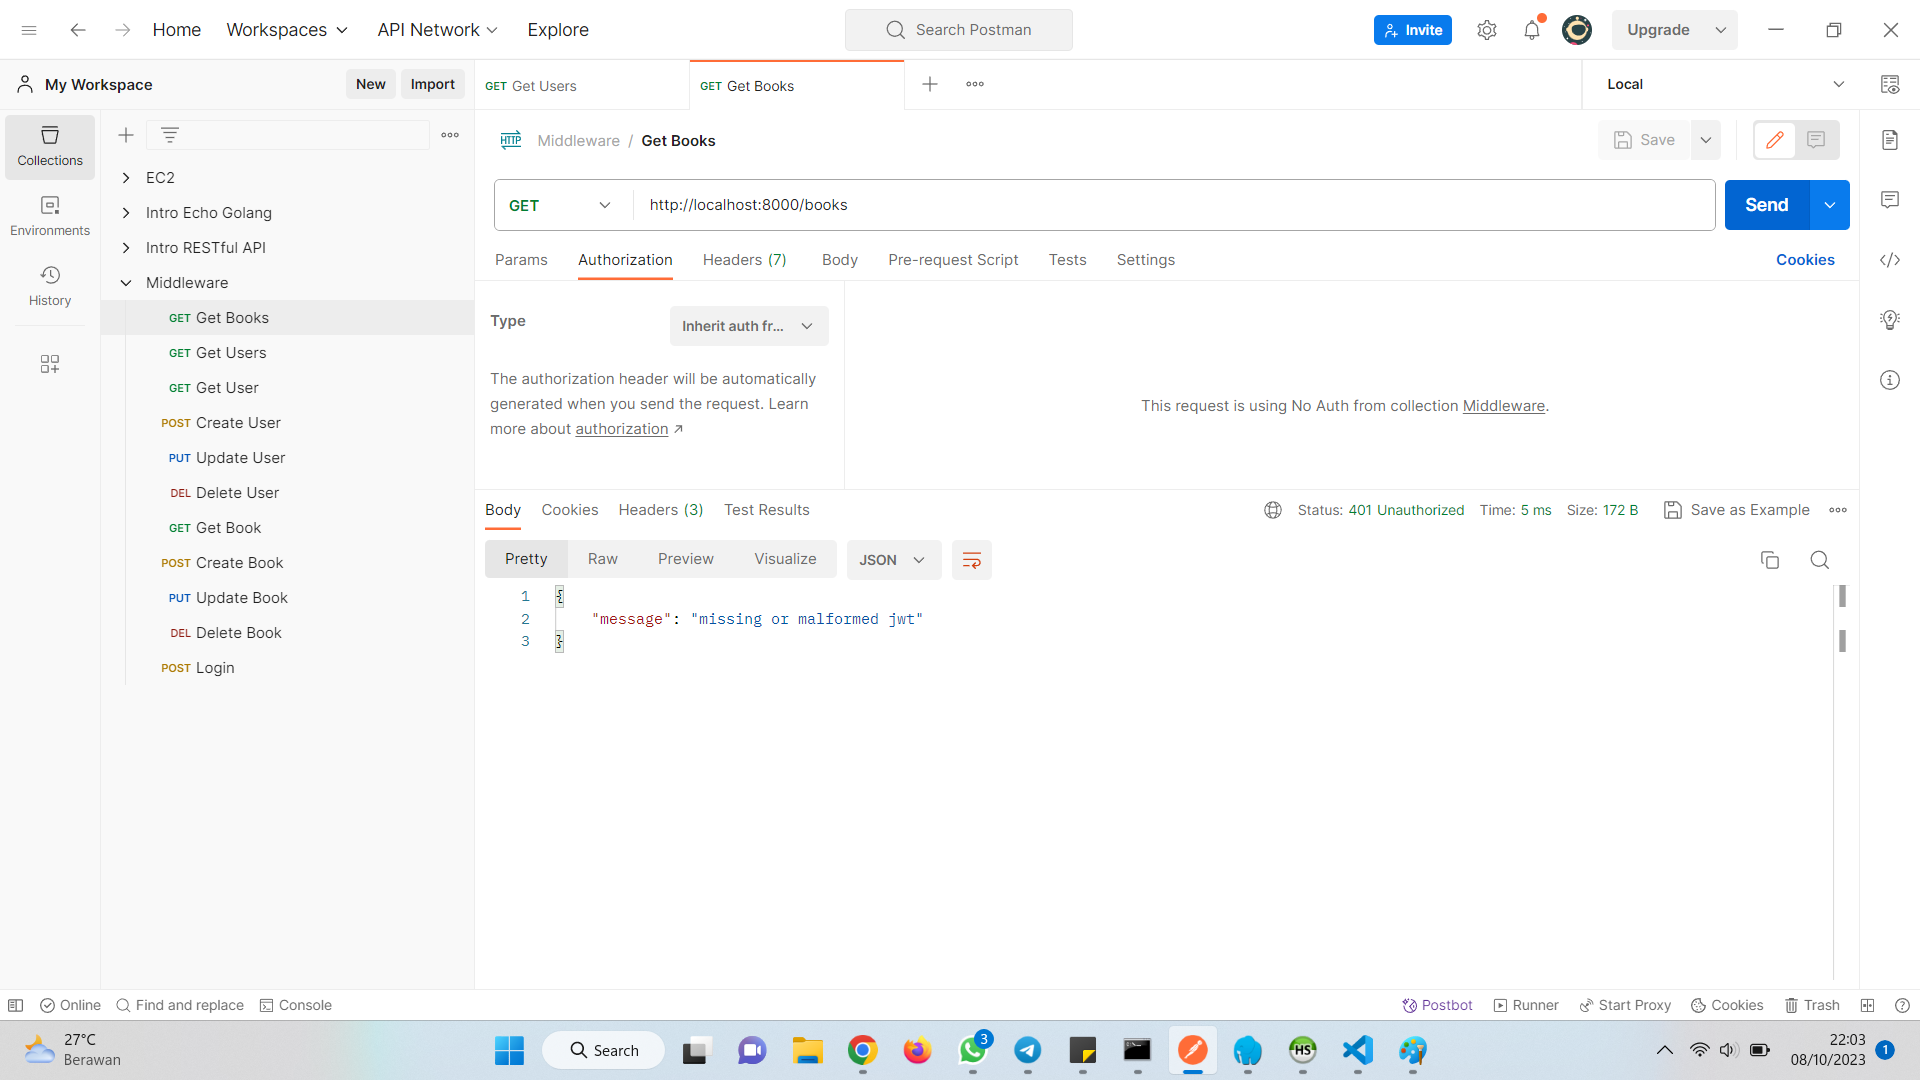 Home
Workspaces
API Network
Explore
Search Postman
Invite
Upgrade
My Workspace
New
Import
GET Get Users
GET Get Books
Local
Collections
Environments
History
EC2
Intro Echo Golang
Intro RESTful API
Middleware
GET Get Books
GET Get Users
GET Get User
POST Create User
PUT Update User
DEL Delete User
GET Get Book
POST Create Book
PUT Update Book
DEL Delete Book
POST Login
HTTP Middleware / Get Books
Save
GET http://localhost:8000/books
Send
Params Authorization Headers (7) Body Pre-request Script Tests Settings
Cookies
Type
Inherit auth fr...
The authorization header will be automatically
generated when you send the request. Learn
more about authorization ↗
This request is using No Auth from collection Middleware.
Body Cookies Headers (3) Test Results
Status: 401 Unauthorized Time: 5 ms Size: 172 B
Save as Example
Pretty Raw Preview Visualize
JSON
1 {
2 "message": "missing or malformed jwt"
3 }
Online
Find and replace
Console
Postbot
Runner
Start Proxy
Cookies
Trash
27°C
Berawan
Search
3
HS
22:03
08/10/2023
1